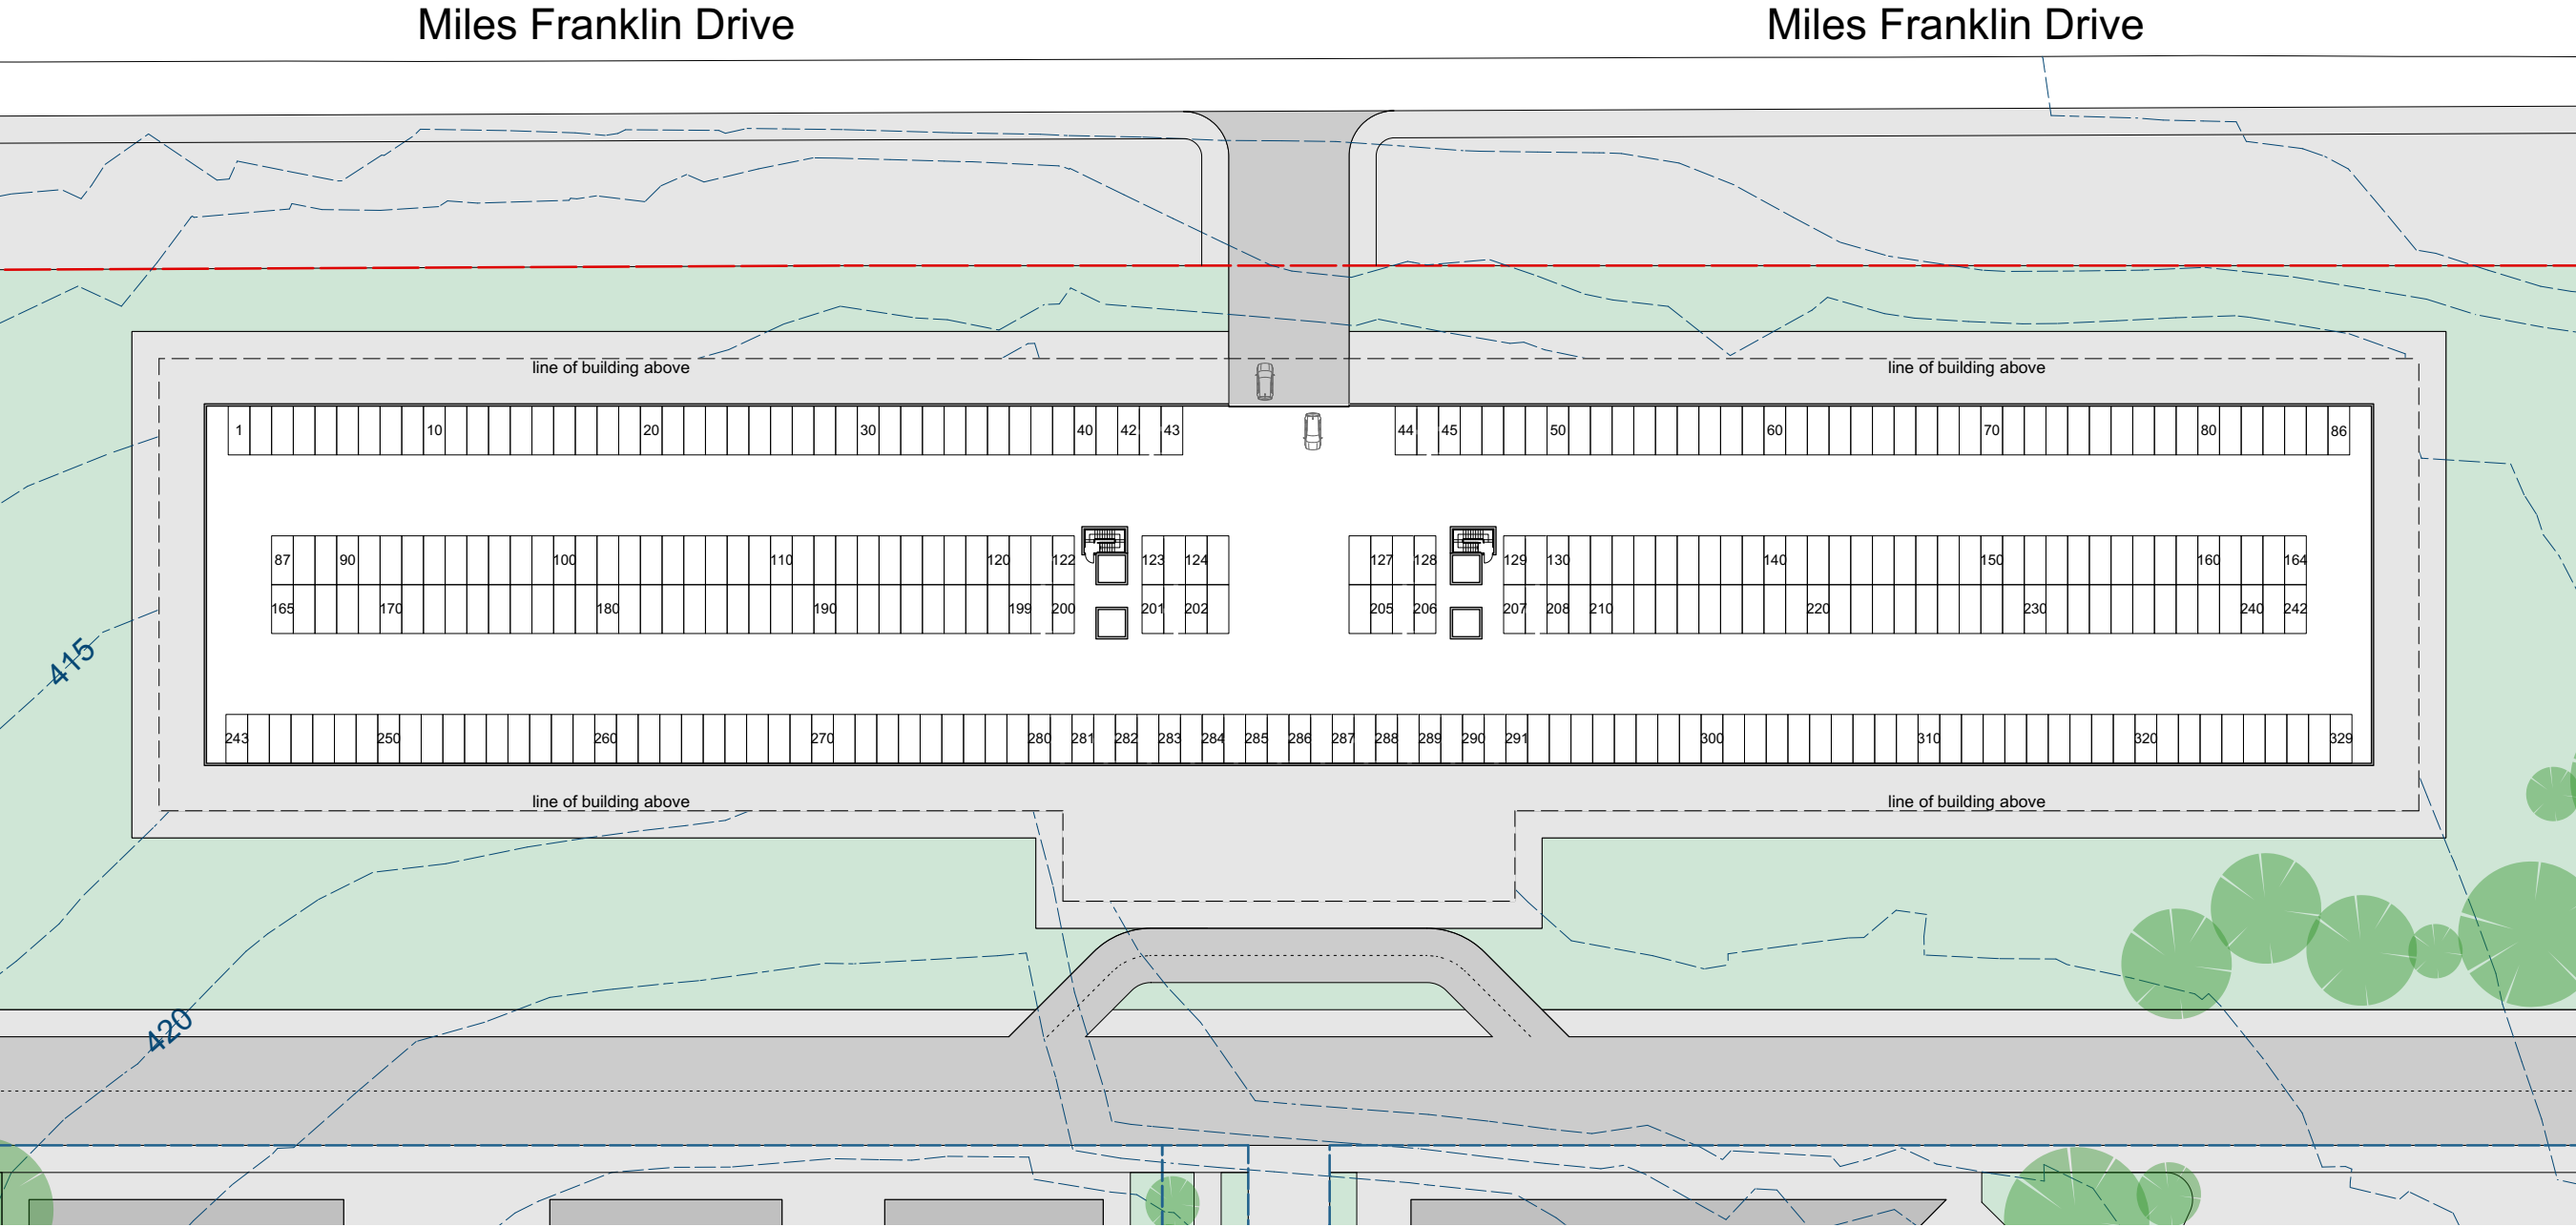 Miles Franklin Drive Miles Franklin Drive
line of building above line of building above
1 10 20 30 40 42 43 44 45 50 60 70 80 86
87 90 100 110 120 122 123 124 127 128 129 130 140 150 160 164
165 170 180 190 199 200 201 202 205 206 207 208 210 220 230 240 242
415
243 250 260 270 280 281 282 283 284 285 286 287 288 289 290 291 300 310 320 329
line of building above line of building above
420